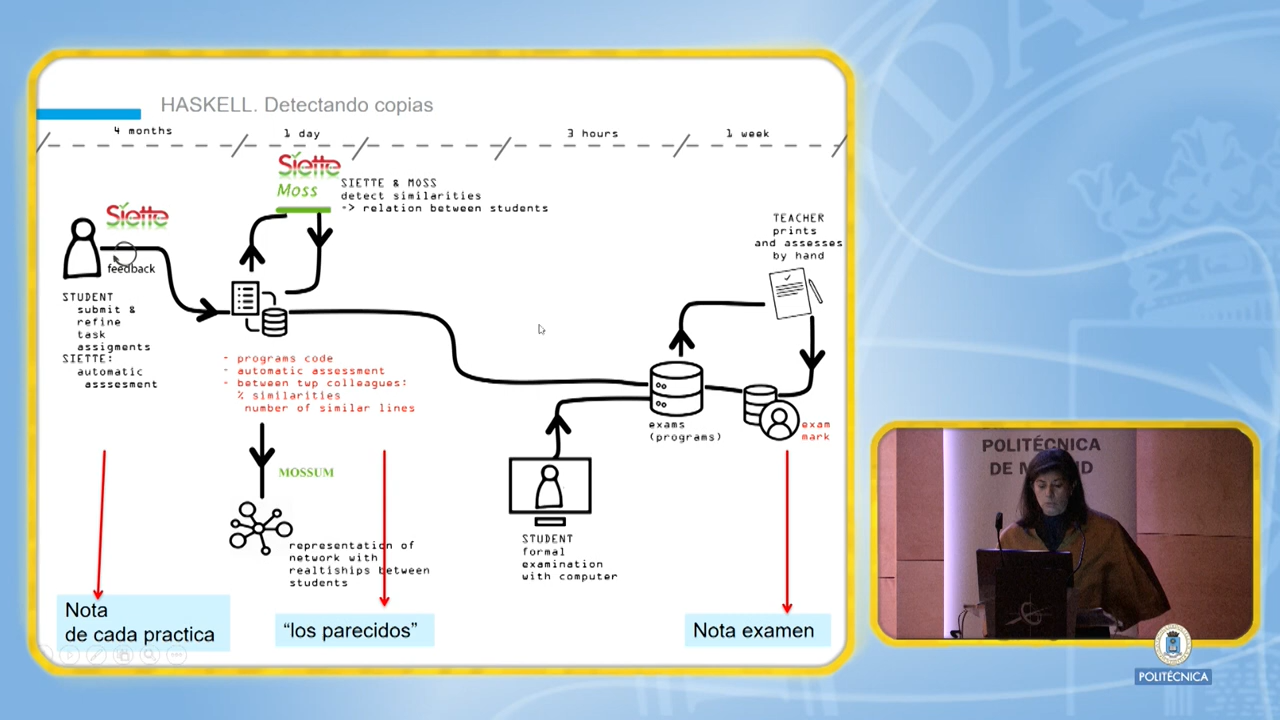 HASKELL. Detectando copias
4 months
1 day
3 hours
1 week
Siette
Moss
SIETTE & MOSS
detect similarities
-> relation between students
Siette
feedback
STUDENT
submit &
refine
task
assigments
SIETTE:
automatic
asssesment
- programs code
- automatic assessment
- between twp colleagues:
% similarities
number of similar lines
MOSSUM
representation of
network with
realtiships between
students
STUDENT
formal
examination
with computer
exams
(programs)
TEACHER
prints
and assesses
by hand
exam
mark
Nota
de cada practica
“los parecidos”
Nota examen
POLITÉCNICA
POLITÉCNICA